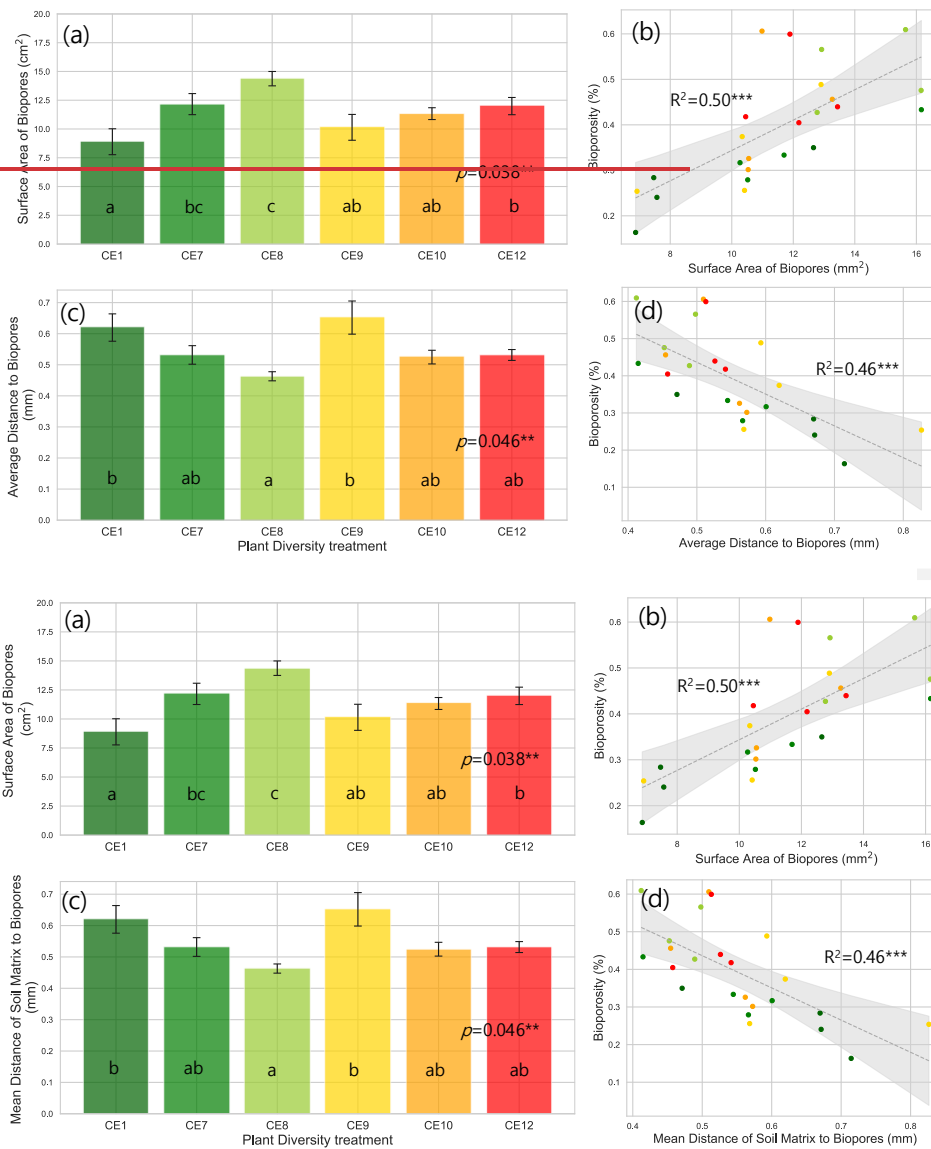 (a)
Surface Area of Biopores (cm²)
20.0
17.5
15.0
12.5
10.0
7.5
5.0
2.5
0.0
p=0.038**
a bc c ab ab b
CE1 CE7 CE8 CE9 CE10 CE12
(b)
Bioporosity (%)
0.6
0.5
0.4
0.3
0.2
R²=0.50***
8 10 12 14 16
Surface Area of Biopores (mm²)
(c)
Average Distance to Biopores
(mm)
0.7
0.6
0.5
0.4
0.3
0.2
0.1
0.0
p=0.046**
b ab a b ab ab
CE1 CE7 CE8 CE9 CE10 CE12
Plant Diversity treatment
(d)
Bioporosity (%)
0.6
0.5
0.4
0.3
0.2
0.1
R²=0.46***
0.4 0.5 0.6 0.7 0.8
Average Distance to Biopores (mm)
(a)
Surface Area of Biopores
(cm²)
20.0
17.5
15.0
12.5
10.0
7.5
5.0
2.5
0.0
p=0.038**
a bc c ab ab b
CE1 CE7 CE8 CE9 CE10 CE12
(b)
Bioporosity (%)
0.6
0.5
0.4
0.3
0.2
R²=0.50***
8 10 12 14 16
Surface Area of Biopores (mm²)
(c)
Mean Distance of Soil Matrix to Biopores
(mm)
0.7
0.6
0.5
0.4
0.3
0.2
0.1
0.0
p=0.046**
b ab a b ab ab
CE1 CE7 CE8 CE9 CE10 CE12
Plant Diversity treatment
(d)
Bioporosity (%)
0.6
0.5
0.4
0.3
0.2
0.1
R²=0.46***
0.4 0.5 0.6 0.7 0.8
Mean Distance of Soil Matrix to Biopores (mm)